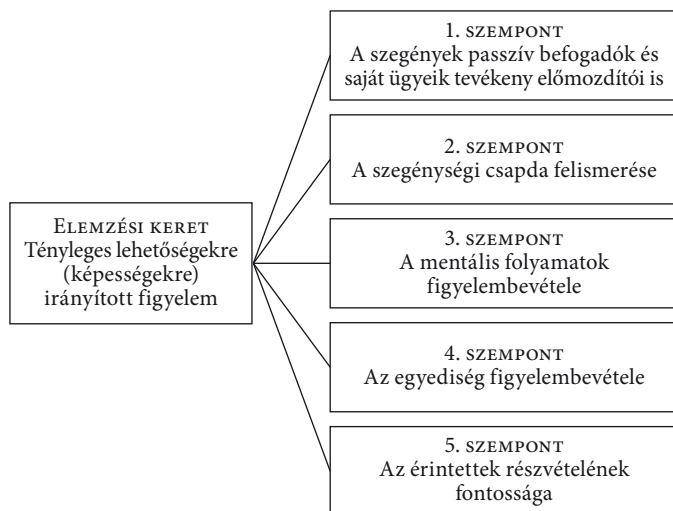 1. SZEMPONT
A szegények passzív befogadók és
saját ügyeik tevékeny előmozdítói is
2. SZEMPONT
A szegénységi csapda felismerése
ELEMZÉSI KERET
Tényleges lehetőségekre
(képességekre)
irányított figyelem
3. SZEMPONT
A mentális folyamatok
figyelembevétele
4. SZEMPONT
Az egyediség figyelembevétele
5. SZEMPONT
Az érintettek részvételének
fontossága